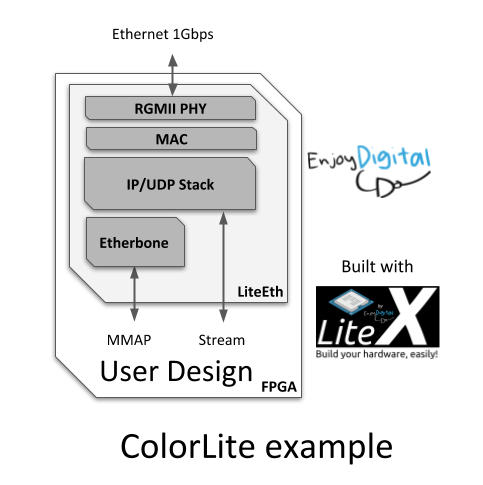 Ethernet 1Gbps
RGMII PHY
MAC
IP/UDP Stack
Etherbone
LiteEth
MMAP
Stream
User Design
FPGA
EnjoyDigital
Built with
by
EnjoyDigital
LiteX
Build your hardware, easily!
ColorLite example